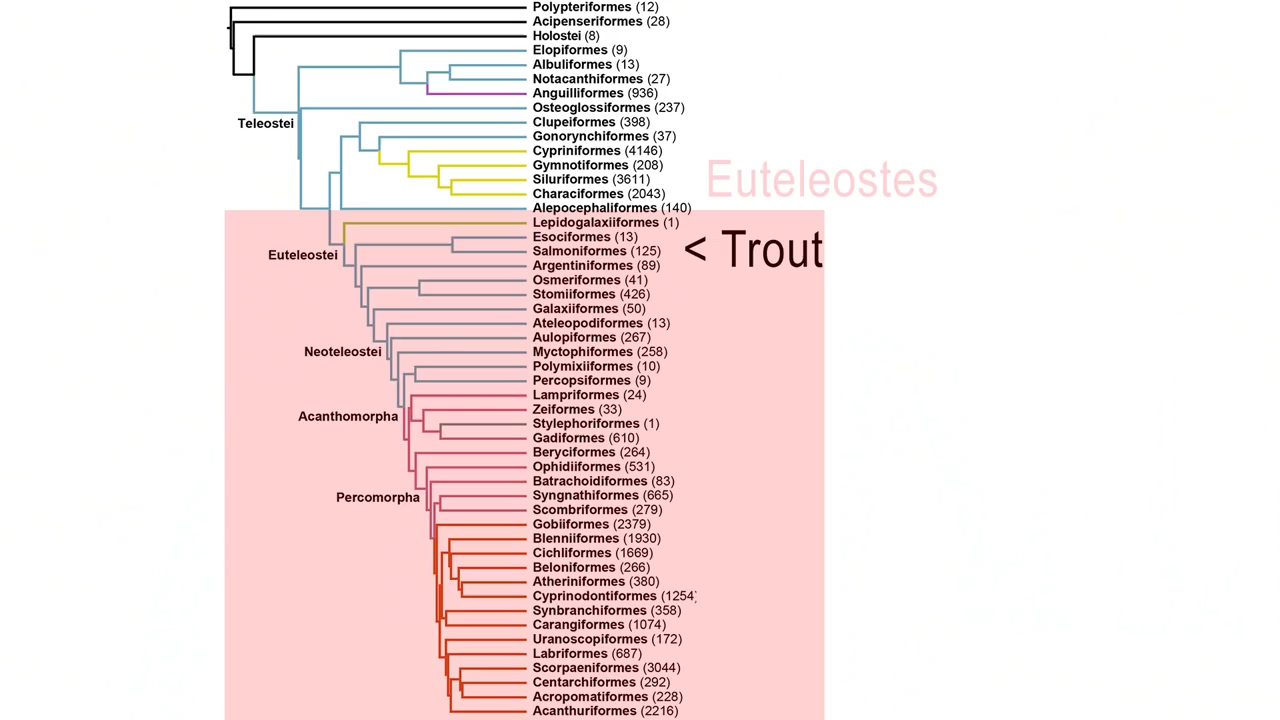 Polypteriformes (12)
Acipenseriformes (28)
Holostei (8)
Elopiformes (9)
Albuliformes (13)
Notacanthiformes (27)
Anguilliformes (936)
Osteoglossiformes (237)
Teleostei
Clupeiformes (398)
Gonorynchiformes (37)
Cypriniformes (4146)
Gymnotiformes (208)
Siluriformes (3611)
Euteleostes
Characiformes (2043)
Alepocephaliformes (140)
Lepidogalaxiiformes (1)
Esociformes (13)
Salmoniformes (125)
< Trout
Euteleostei
Argentiniformes (89)
Osmeriformes (41)
Stomiiformes (426)
Galaxiiformes (50)
Ateleopodiformes (13)
Aulopiformes (267)
Neoteleostei
Myctophiformes (258)
Polymixiiformes (10)
Percopsiformes (9)
Lampriformes (24)
Zeiformes (33)
Acanthomorpha
Stylephoriformes (1)
Gadiformes (610)
Beryciformes (264)
Ophidiiformes (531)
Batrachoidiformes (83)
Percomorpha
Syngnathiformes (665)
Scombriformes (279)
Gobiiformes (2379)
Blenniiformes (1930)
Cichliformes (1669)
Beloniformes (266)
Atheriniformes (380)
Cyprinodontiformes (1254)
Synbranchiformes (358)
Carangiformes (1074)
Uranoscopiformes (172)
Labriformes (687)
Scorpaeniformes (3044)
Centarchiformes (292)
Acropomatiformes (228)
Acanthuriformes (2216)